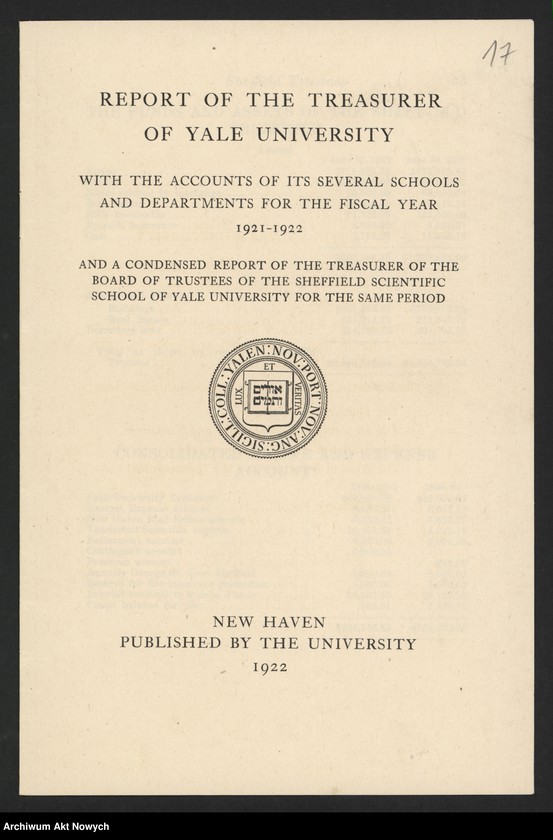 17
REPORT OF THE TREASURER
OF YALE UNIVERSITY
WITH THE ACCOUNTS OF ITS SEVERAL SCHOOLS
AND DEPARTMENTS FOR THE FISCAL YEAR
1921-1922
AND A CONDENSED REPORT OF THE TREASURER OF THE
BOARD OF TRUSTEES OF THE SHEFFIELD SCIENTIFIC
SCHOOL OF YALE UNIVERSITY FOR THE SAME PERIOD
SIGILL:COLL:YALEN:NOV:PORT:NOV:ANG:
ET
LUX
VERITAS
אורים
ותמים
NEW HAVEN
PUBLISHED BY THE UNIVERSITY
1922
Archiwum Akt Nowych